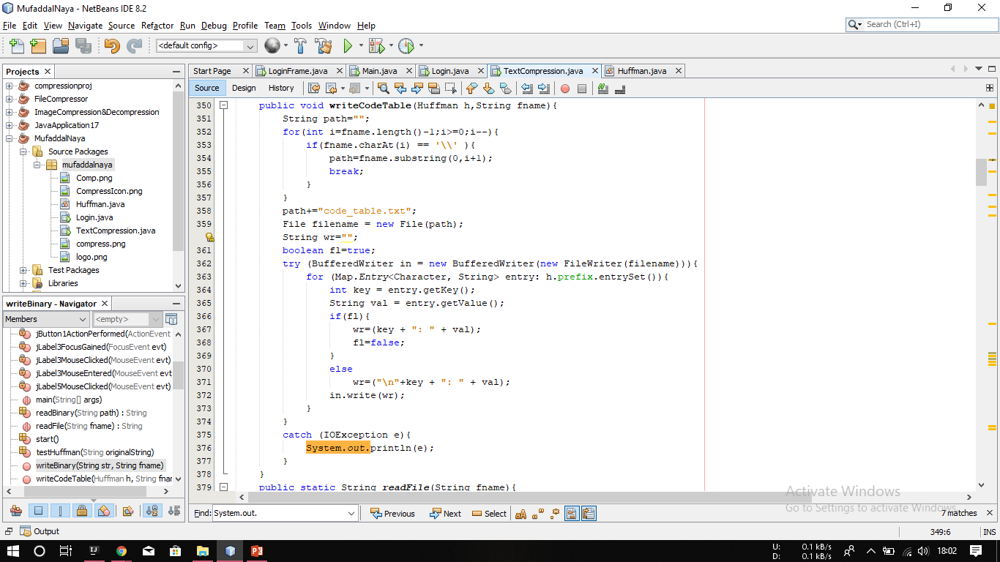 MufaddalNaya - NetBeans IDE 8.2
File Edit View Navigate Source Refactor Run Debug Profile Team Tools Window Help
Search (Ctrl+I)
<default config>
Projects
Start Page LoginFrame.java Main.java Login.java TextCompression.java Huffman.java
Source Design History
compressionproj
FileCompressor
ImageCompression&Decompression
JavaApplication17
MufaddalNaya
Source Packages
mufaddalnaya
Comp.png
CompressIcon.png
Huffman.java
Login.java
TextCompression.java
compress.png
logo.png
Test Packages
Libraries
writeBinary - Navigator
Members <empty>
jButton1ActionPerformed(ActionEvent
jLabel3FocusGained(FocusEvent evt)
jLabel3MouseClicked(MouseEvent evt)
jLabel3MouseEntered(MouseEvent evt
jLabel5MouseClicked(MouseEvent evt)
main(String[] args)
readBinary(String path) : String
readFile(String fname) : String
start()
testHuffman(String originalString)
writeBinary(String str, String fname)
writeCodeTable(Huffman h, String fnar
350 public void writeCodeTable(Huffman h,String fname){
351 String path="";
352 for(int i=fname.length()-1;i>=0;i--){
353 if(fname.charAt(i) == '\\' ){
354 path=fname.substring(0,i+1);
355 break;
356 }
357 }
358 path+="code_table.txt";
359 File filename = new File(path);
String wr="";
361 boolean fl=true;
362 try (BufferedWriter in = new BufferedWriter(new FileWriter(filename))){
363 for (Map.Entry<Character, String> entry: h.prefix.entrySet()){
364 int key = entry.getKey();
365 String val = entry.getValue();
366 if(fl){
367 wr=(key + ": " + val);
368 fl=false;
369 }
370 else
371 wr=("\n"+key + ": " + val);
372 in.write(wr);
373 }
374 }
375 catch (IOException e){
376 System.out.println(e);
377 }
378 }
379 public static String readFile(String fname){
Activate Windows
Go to Settings to activate Windows.
Find: System.out. Previous Next Select 7 matches
Output
349:6 INS
U: 0.1 kB/s
D: 0.1 kB/s
18:02